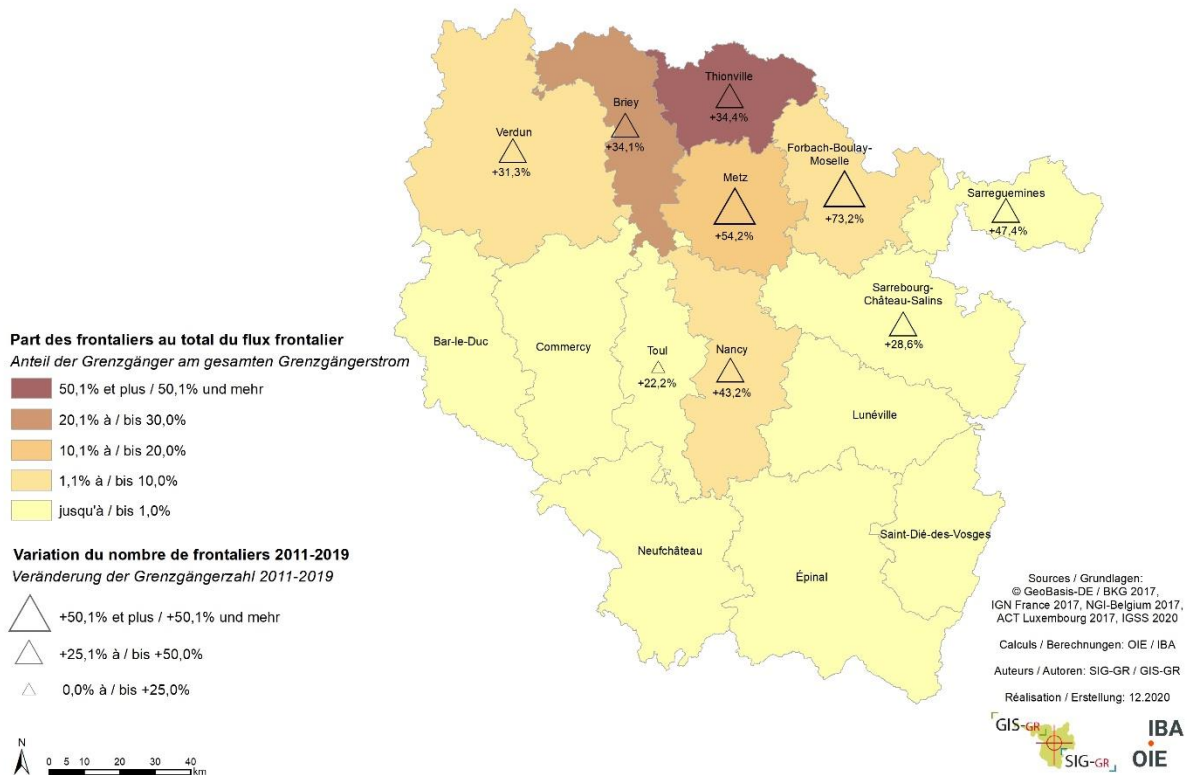 Thionville
+34,4%
Briey
+34,1%
Verdun
+31,3%
Forbach-Boulay-
Moselle
+73,2%
Metz
+54,2%
Sarreguemines
+47,4%
Sarrebourg-
Château-Salins
+28,6%
Bar-le-Duc
Commercy
Toul
+22,2%
Nancy
+43,2%
Lunéville
Neufchâteau
Épinal
Saint-Dié-des-Vosges
Part des frontaliers au total du flux frontalier
Anteil der Grenzgänger am gesamten Grenzgängerstrom
50,1% et plus / 50,1% und mehr
20,1% à / bis 30,0%
10,1% à / bis 20,0%
1,1% à / bis 10,0%
jusqu'à / bis 1,0%
Variation du nombre de frontaliers 2011-2019
Veränderung der Grenzgängerzahl 2011-2019
+50,1% et plus / +50,1% und mehr
+25,1% à / bis +50,0%
0,0% à / bis +25,0%
N
0 5 10 20 30 40
km
Sources / Grundlagen:
© GeoBasis-DE / BKG 2017,
IGN France 2017, NGI-Belgium 2017,
ACT Luxembourg 2017, IGSS 2020
Calculs / Berechnungen: OIE / IBA
Auteurs / Autoren: SIG-GR / GIS-GR
Réalisation / Erstellung: 12.2020
GIS-GR
SIG-GR
IBA
OIE